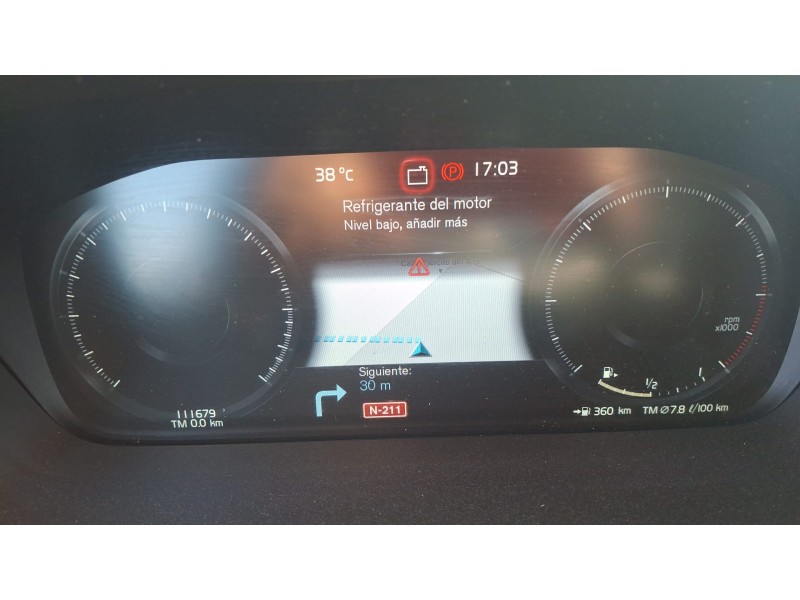 38 °C
P
17:03
Refrigerante del motor
Nivel bajo, añadir más
rpm
x1000
Siguiente:
30 m
N-211
1/2
1
111679
TM 0.0 km
360 km
TM Ø7.8 ℓ/100 km